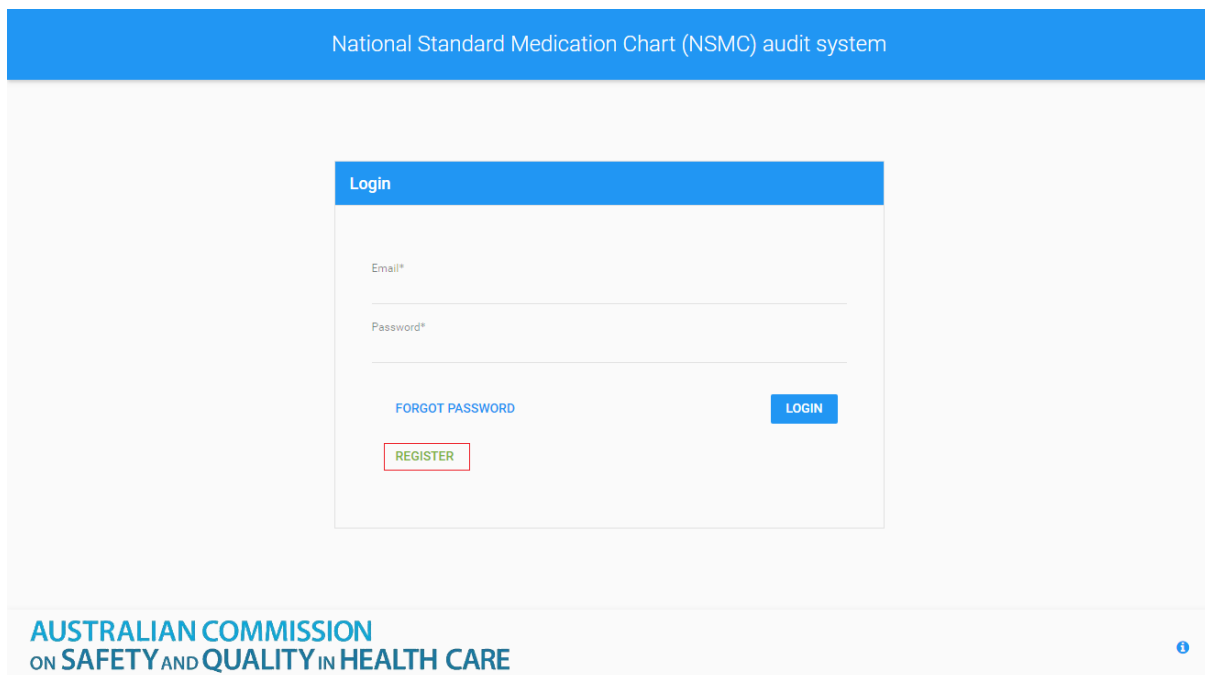 National Standard Medication Chart (NSMC) audit system
Login
Email*
Password*
FORGOT PASSWORD
LOGIN
REGISTER
AUSTRALIAN COMMISSION
ON SAFETY AND QUALITY IN HEALTH CARE